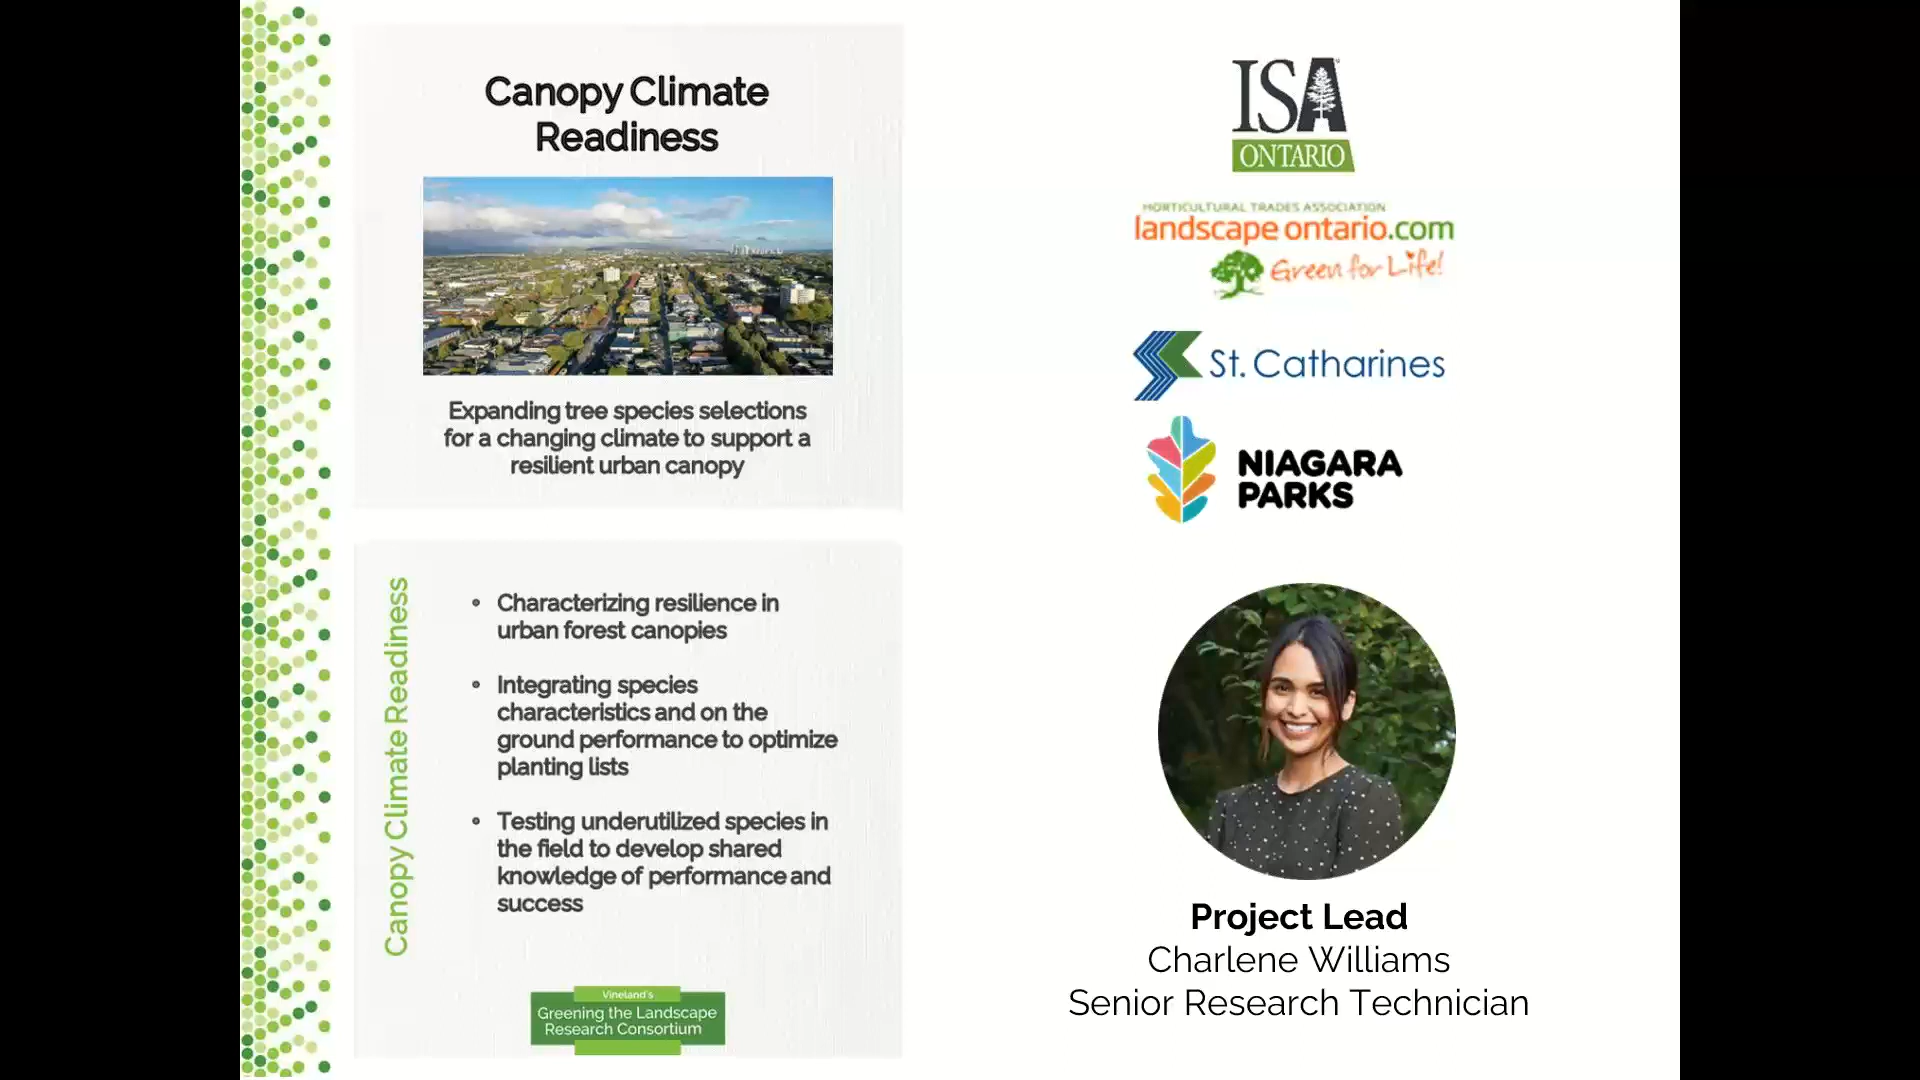 Canopy Climate
Readiness
Expanding tree species selections
for a changing climate to support a
resilient urban canopy
Canopy Climate Readiness
• Characterizing resilience in
urban forest canopies
• Integrating species
characteristics and on the
ground performance to optimize
planting lists
• Testing underutilized species in
the field to develop shared
knowledge of performance and
success
Vineland's
Greening the Landscape
Research Consortium
ISA
ONTARIO
HORTICULTURAL TRADES ASSOCIATION
landscape ontario.com
Green for Life!
St. Catharines
NIAGARA
PARKS
Project Lead
Charlene Williams
Senior Research Technician